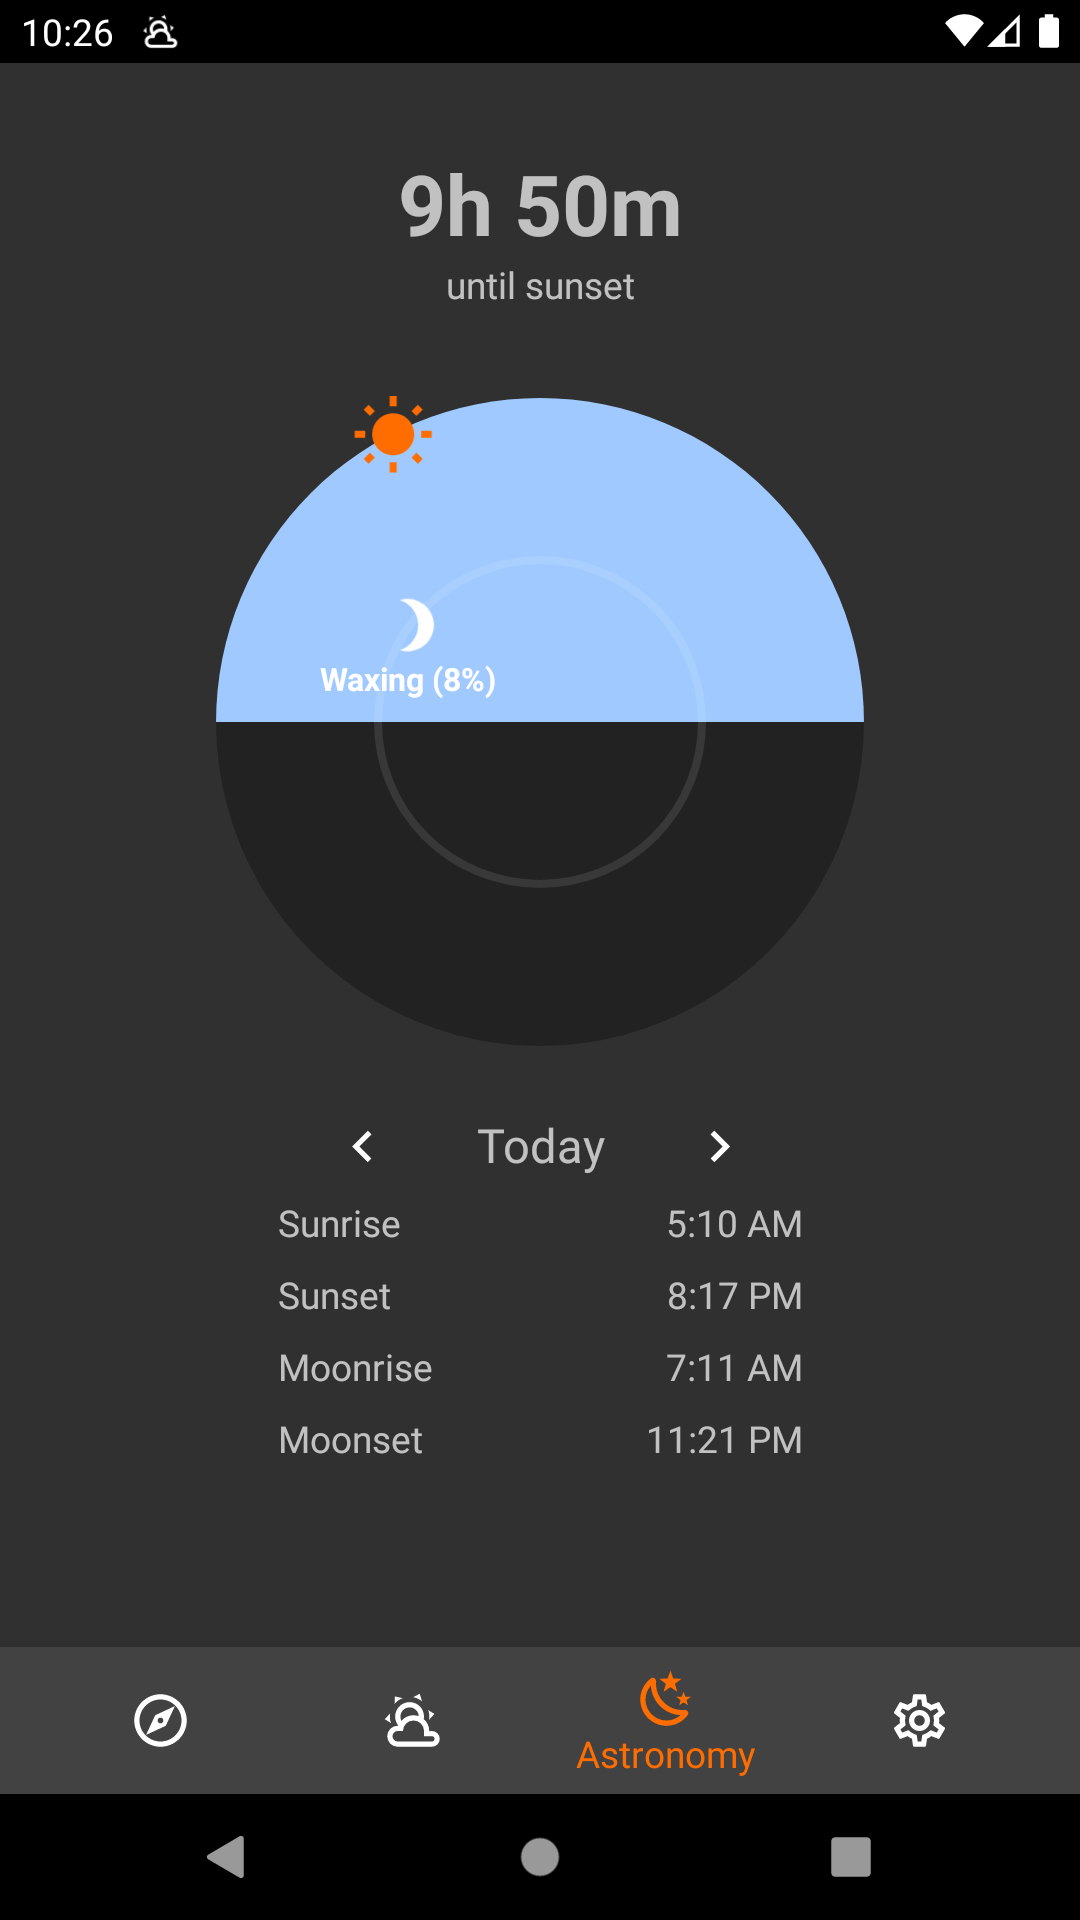 10:26
9h 50m
until sunset
Waxing (8%)
Today
Sunrise 5:10 AM
Sunset 8:17 PM
Moonrise 7:11 AM
Moonset 11:21 PM
Astronomy